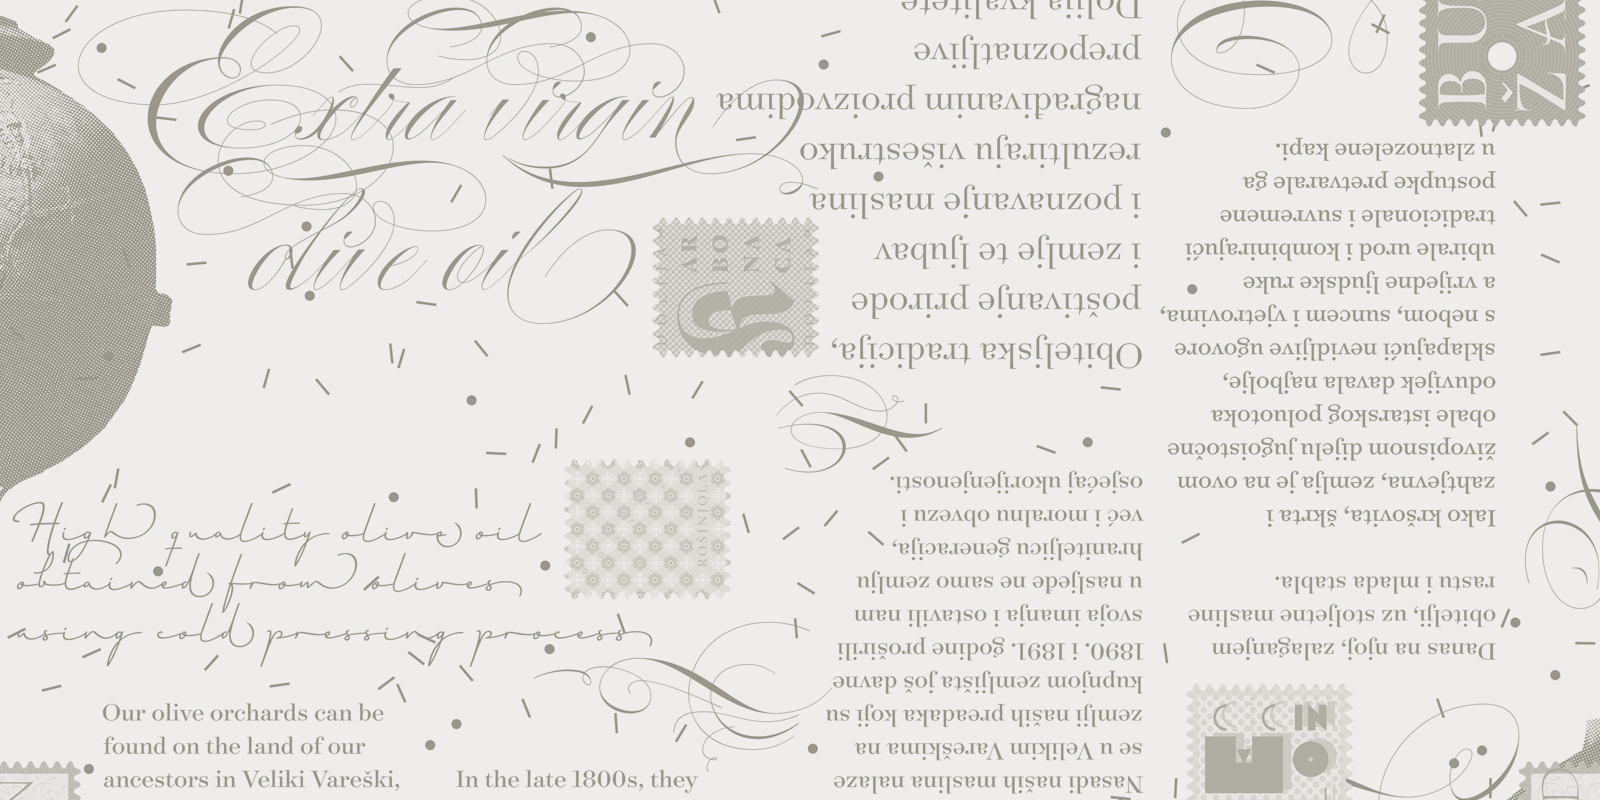 Extra virgin
olive oil
High quality olive oil
obtained from olives
using cold pressing process
Our olive orchards can be
found on the land of our
ancestors in Veliki Vareški,
In the late 1800s, they
AR
BO
NA
CA
ROSINJOLA
BU
ŽA
Obiteljska tradicija,
poštivanje prirode
i zemlje te ljubav
i poznavanje maslina
rezultiraju višestruko
nagrađivanim proizvodima
prepoznatljive
kvalitete
Nasadi naših maslina nalaze
se u Velikim Vareškima na
zemlji naših predaka koji su
kupnjom zemljišta još davne
1890. i 1891. godine proširili
svoja imanja i ostavili nam
u nasljeđe ne samo zemlju
hraniteljicu generacija,
već i moralnu obvezu i
osjećaj ukorijenjenosti.
Danas na njoj, zalaganjem
obitelji, uz stoljetne masline
rastu i mlada stabla.
Iako kršovita, škrta i
zahtjevna, zemlja je na ovom
živopisnom dijelu jugoistočne
obale istarskog poluotoka
oduvijek davala najbolje,
sklapajući nevidljive ugovore
s nebom, suncem i vjetrovima,
a vrijedne ljudske ruke
ubirale urod i kombinirajući
tradicionale i suvremene
postupke pretvarale ga
u zlatnozelene kapi.